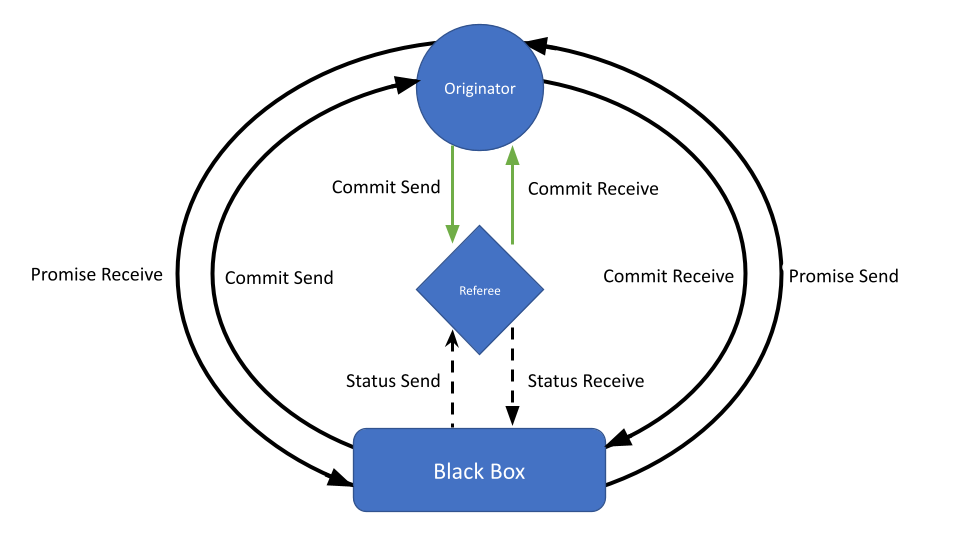 Originator
Commit Send
Commit Receive
Promise Receive
Commit Send
Referee
Commit Receive
Promise Send
Status Send
Status Receive
Black Box